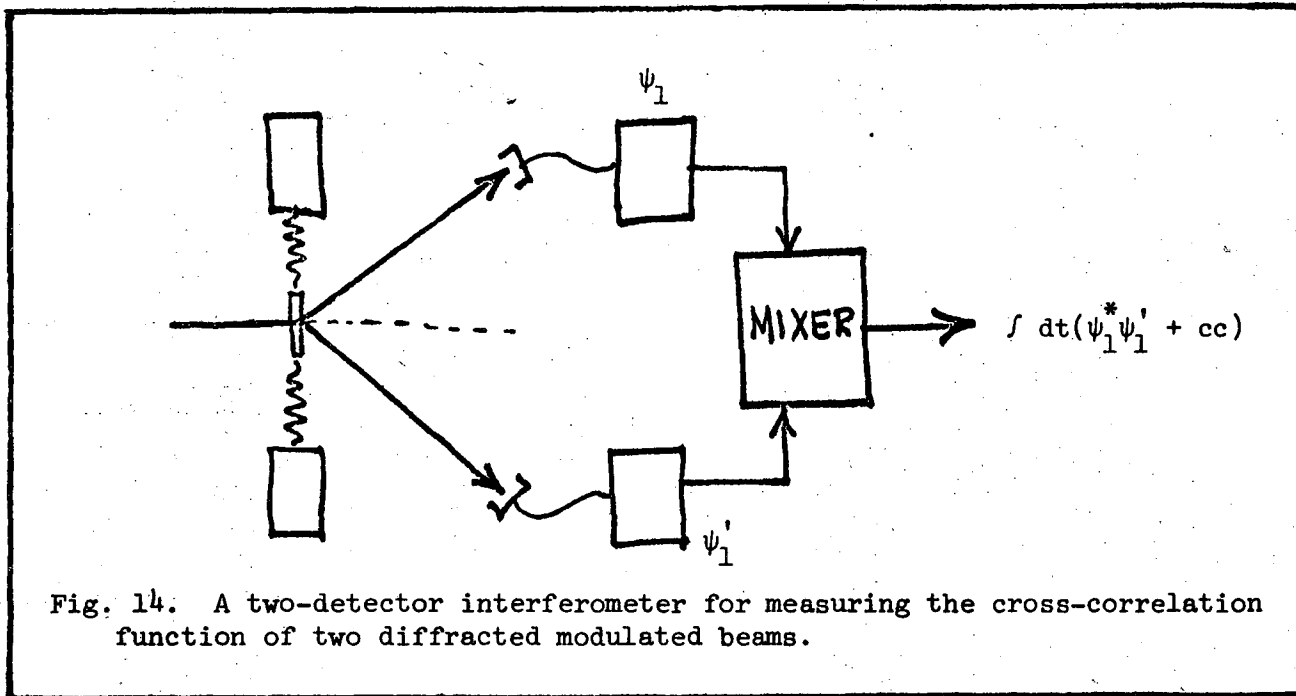 ψ₁
MIXER
∫ dt(ψ₁*ψ₁' + cc)
ψ₁'
Fig. 14. A two-detector interferometer for measuring the cross-correlation
function of two diffracted modulated beams.